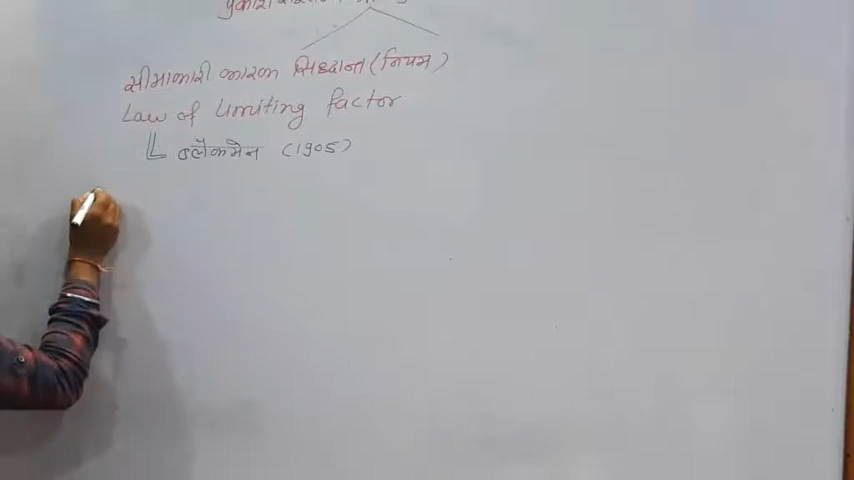 सीमाकारी कारक सिद्धान्त (नियम)
Law of Limiting factor
ब्लैकमैन (1905)